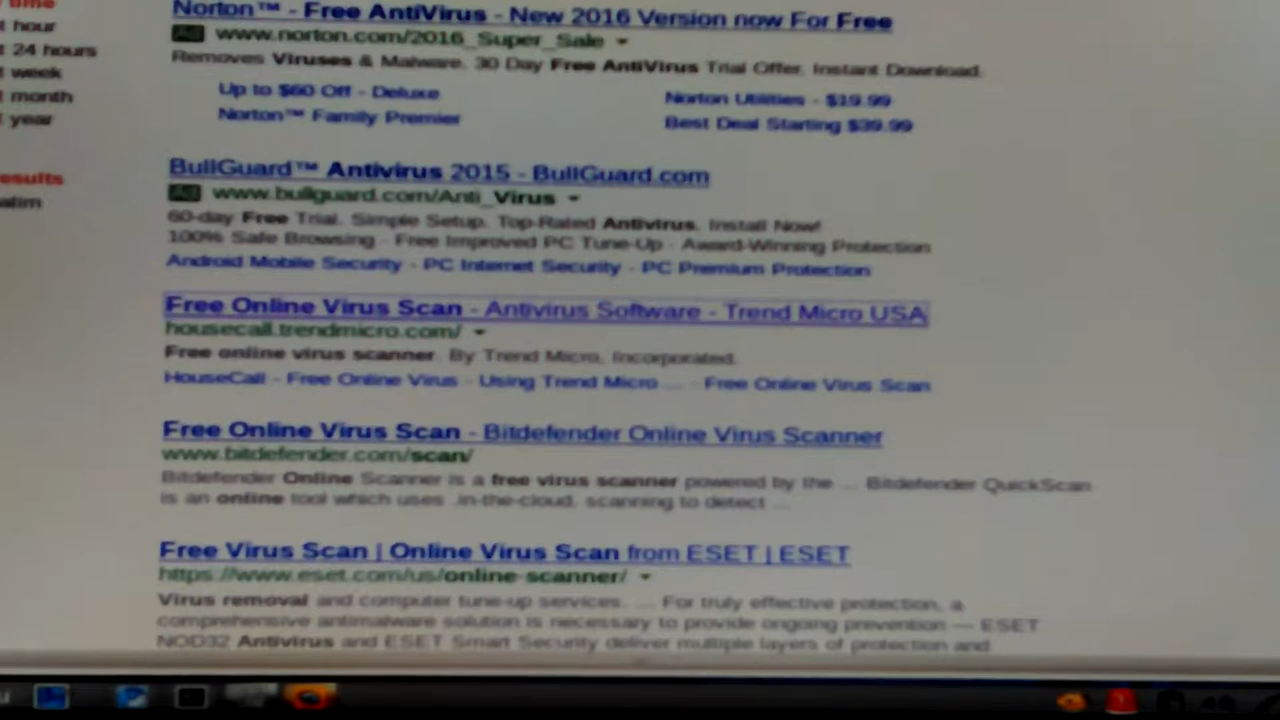 time
hour
24 hours
week
month
year
esults
atim
Norton™ - Free AntiVirus - New 2016 Version now For Free
Ad www.norton.com/2016_Super_Sale
Removes Viruses & Malware. 30 Day Free AntiVirus Trial Offer. Instant Download.
Up to $60 Off - Deluxe
Norton Utilities - $19.99
Norton™ Family Premier
Best Deal Starting $39.99
BullGuard™ Antivirus 2015 - BullGuard.com
Ad www.bullguard.com/Anti_Virus
60-day Free Trial. Simple Setup. Top-Rated Antivirus. Install Now!
100% Safe Browsing · Free Improved PC Tune-Up · Award-Winning Protection
Android Mobile Security - PC Internet Security - PC Premium Protection
Free Online Virus Scan - Antivirus Software - Trend Micro USA
housecall.trendmicro.com/
Free online virus scanner. By Trend Micro, Incorporated.
HouseCall - Free Online Virus - Using Trend Micro ... - Free Online Virus Scan
Free Online Virus Scan - Bitdefender Online Virus Scanner
www.bitdefender.com/scan/
Bitdefender Online Scanner is a free virus scanner powered by the ... Bitdefender QuickScan
is an online tool which uses .in-the-cloud. scanning to detect ...
Free Virus Scan | Online Virus Scan from ESET | ESET
https://www.eset.com/us/online-scanner/
Virus removal and computer tune-up services. ... For truly effective protection, a
comprehensive antimalware solution is necessary to provide ongoing prevention — ESET
NOD32 Antivirus and ESET Smart Security deliver multiple layers of protection and